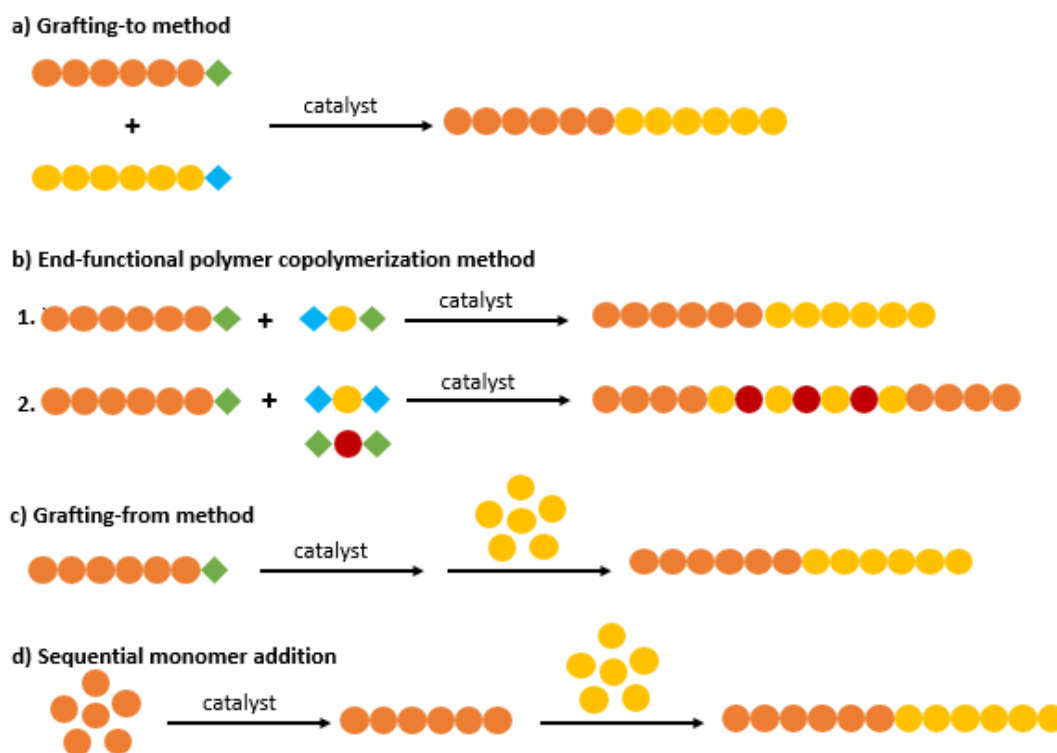 a) Grafting-to method
+
catalyst
b) End-functional polymer copolymerization method
1. + catalyst
2. + catalyst
c) Grafting-from method
catalyst
d) Sequential monomer addition
catalyst